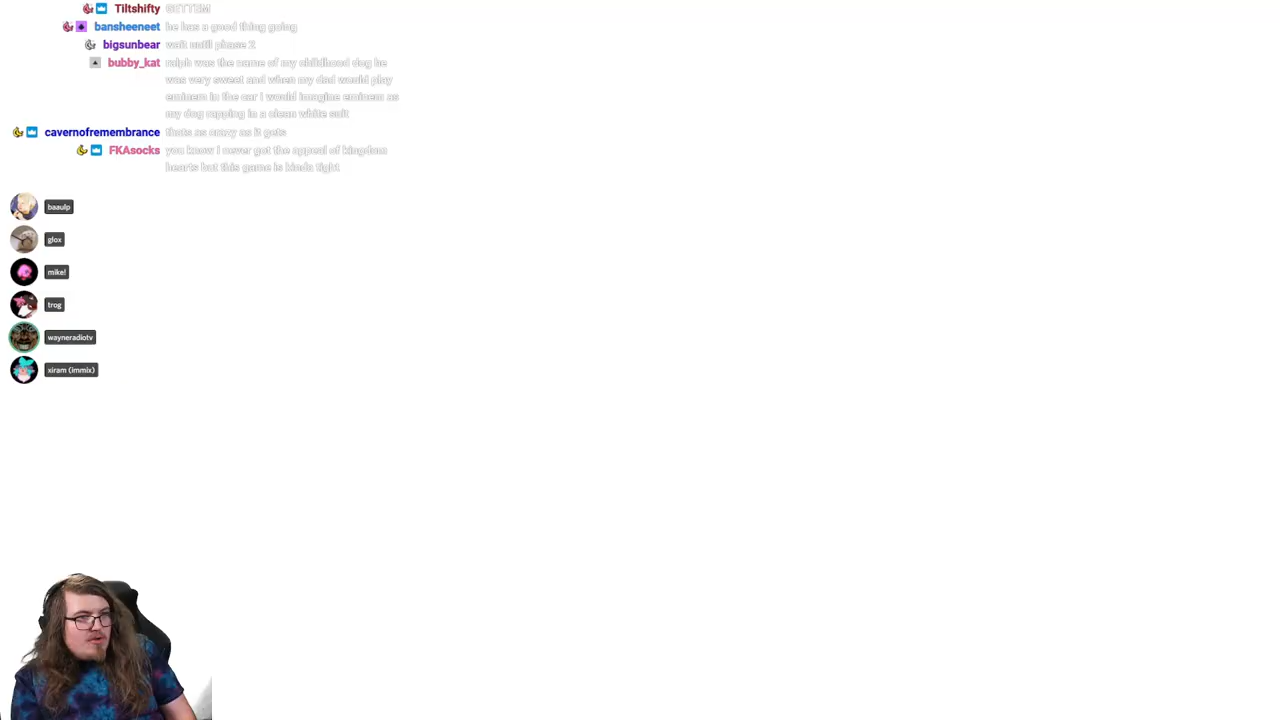 Tiltshifty GETTEM
bansheeneet he has a good thing going
bigsunbear wait until phase 2
bubby_kat ralph was the name of my childhood dog he
was very sweet and when my dad would play
eminem in the car i would imagine eminem as
my dog rapping in a clean white suit
cavernofremembrance thats as crazy as it gets
FKAsocks you know i never got the appeal of kingdom
hearts but this game is kinda tight
baaulp
glox
mike!
trog
wayneradiotv
xiram (immix)